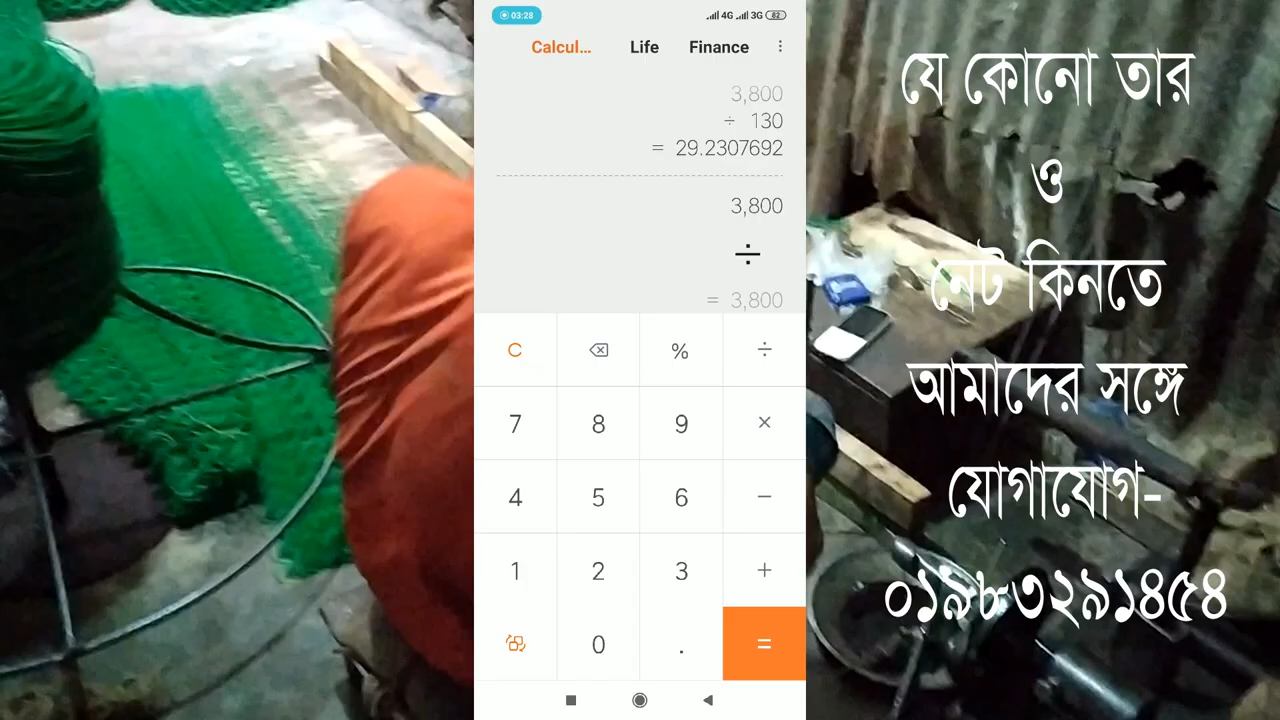 03:28
4G 3G 82
Calcul... Life Finance
3,800
÷ 130
= 29.2307692
3,800
÷
= 3,800
C % ÷
7 8 9 ×
4 5 6 −
1 2 3 +
0 . =
যে কোনো তার
ও
নেট কিনতে
আমাদের সঙ্গে
যোগাযোগ-
০১৯৮৩২৯১৪৫৪